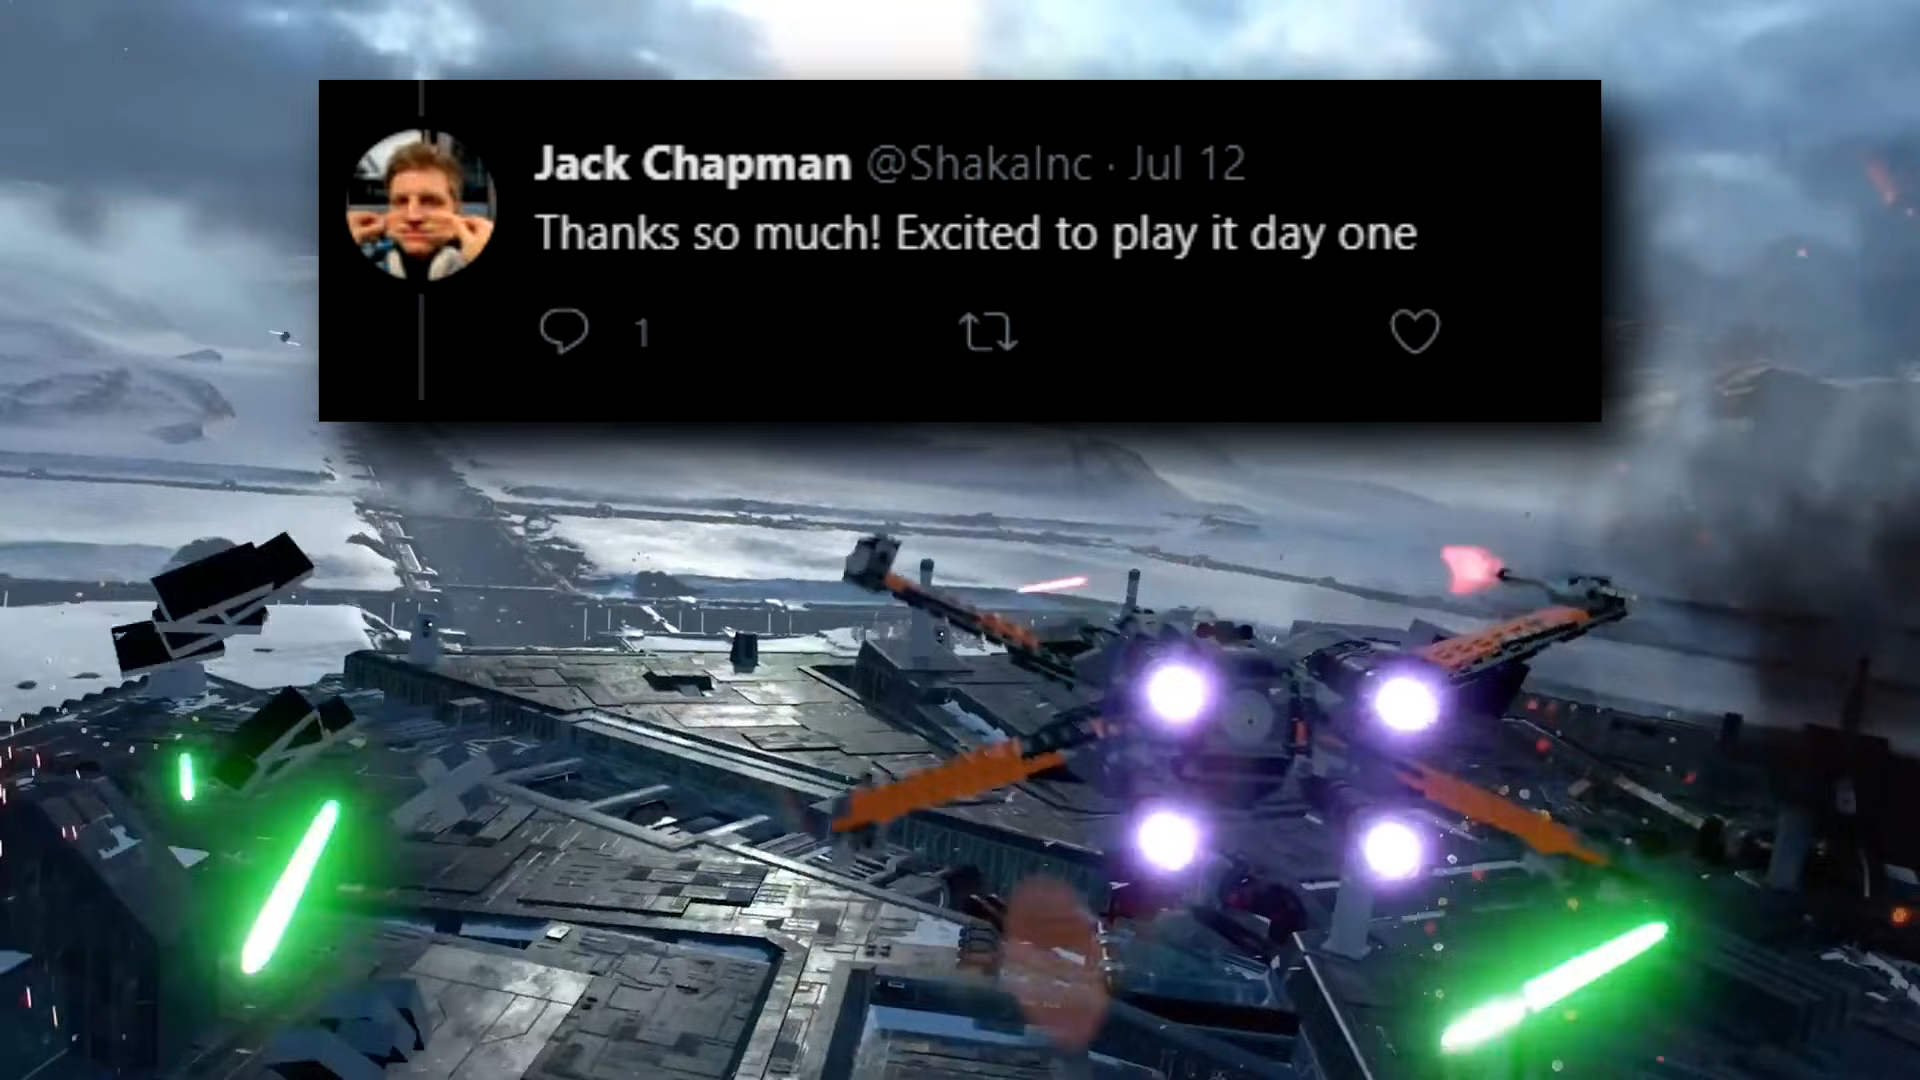 Jack Chapman @ShakaInc · Jul 12
Thanks so much! Excited to play it day one
1